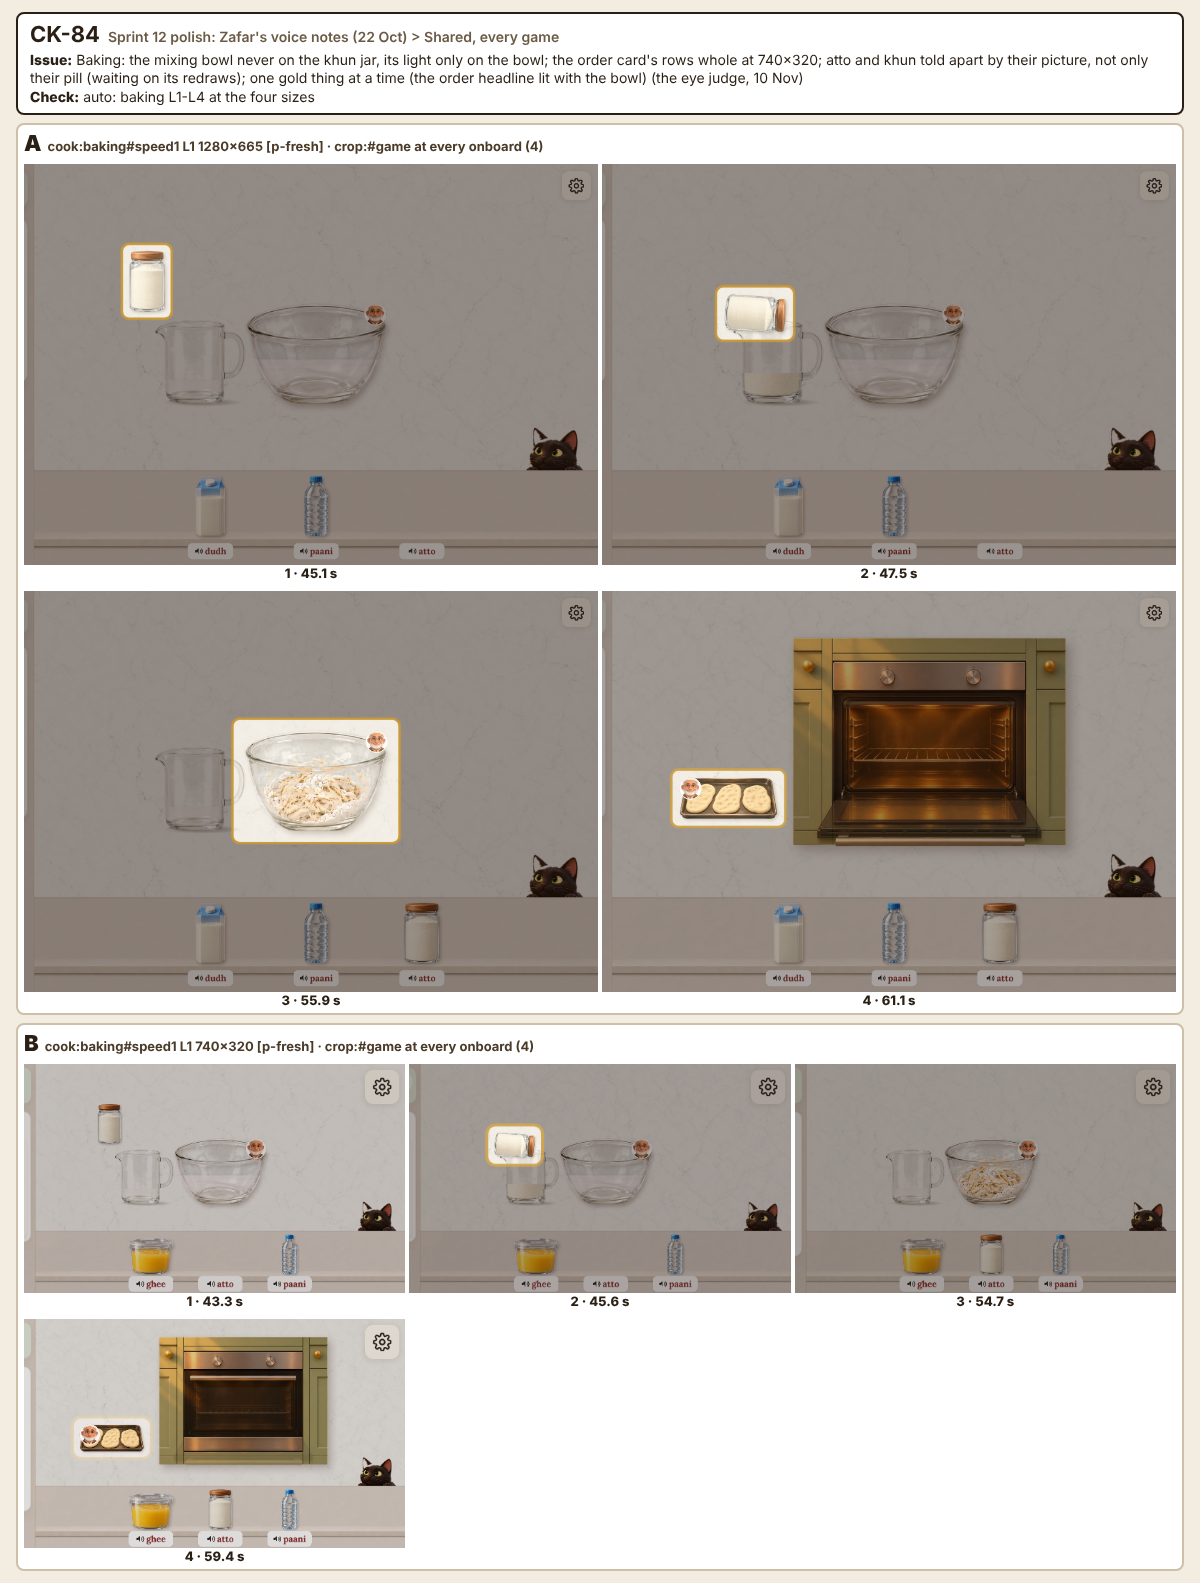 CK-84 Sprint 12 polish: Zafar's voice notes (22 Oct) > Shared, every game
Issue: Baking: the mixing bowl never on the khun jar, its light only on the bowl; the order card's rows whole at 740×320; atto and khun told apart by their picture, not only
their pill (waiting on its redraws); one gold thing at a time (the order headline lit with the bowl) (the eye judge, 10 Nov)
Check: auto: baking L1-L4 at the four sizes
A cook:baking#speed1 L1 1280×665 [p-fresh] · crop:#game at every onboard (4)
dudh paani atto
dudh paani atto
1 · 45.1 s
2 · 47.5 s
dudh paani atto
dudh paani atto
3 · 55.9 s
4 · 61.1 s
B cook:baking#speed1 L1 740×320 [p-fresh] · crop:#game at every onboard (4)
ghee atto paani
ghee atto paani
ghee atto paani
1 · 43.3 s
2 · 45.6 s
3 · 54.7 s
ghee atto paani
4 · 59.4 s